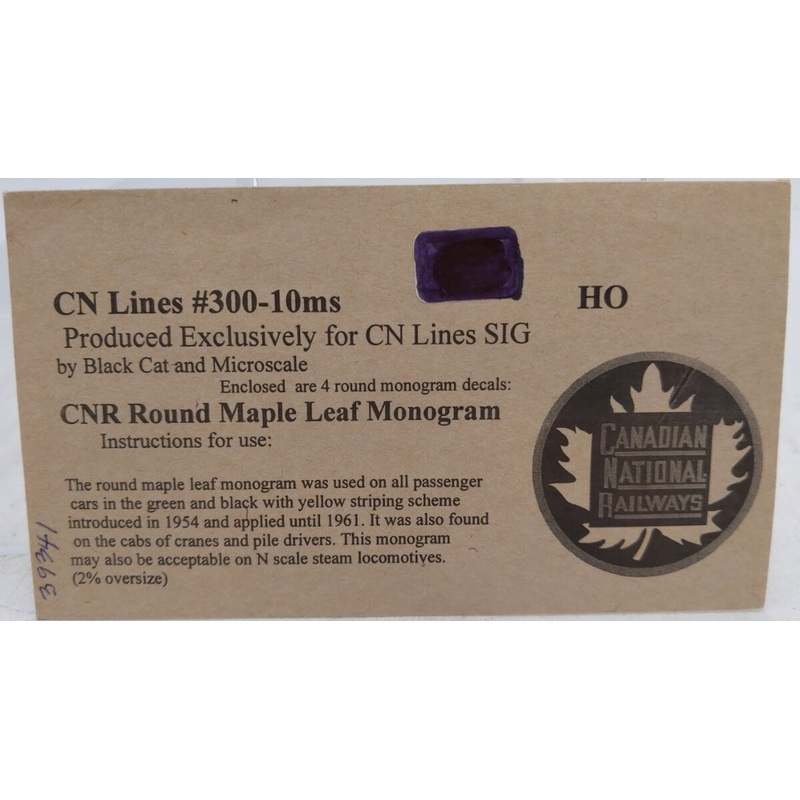 CN Lines #300-10ms
HO
Produced Exclusively for CN Lines SIG
by Black Cat and Microscale
Enclosed are 4 round monogram decals:
CNR Round Maple Leaf Monogram
Instructions for use:
The round maple leaf monogram was used on all passenger
cars in the green and black with yellow striping scheme
introduced in 1954 and applied until 1961. It was also found
on the cabs of cranes and pile drivers. This monogram
may also be acceptable on N scale steam locomotives.
(2% oversize)
CANADIAN
NATIONAL
RAILWAYS
39341